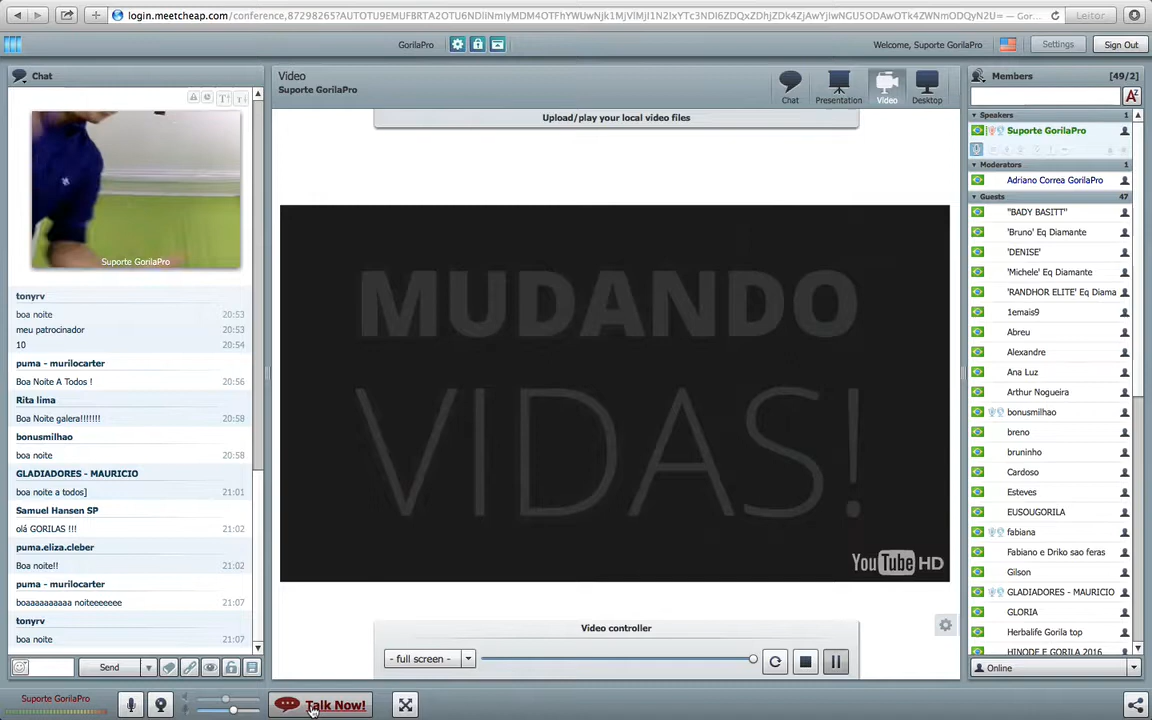 login.meetcheap.com/conference,87298265?
Leitor
GorilaPro
Welcome, Suporte GorilaPro
Settings
Sign Out
Chat
Suporte GorilaPro
tonyrv
boa noite 20:53
meu patrocinador 20:53
10 20:54
puma - murilocarter
Boa Noite A Todos ! 20:56
Rita lima
Boa Noite galera!!!!!!! 20:58
bonusmilhao
boa noite 20:58
GLADIADORES - MAURICIO
boa noite a todos] 21:01
Samuel Hansen SP
olá GORILAS !!! 21:02
puma.eliza.cleber
Boa noite!! 21:02
puma - murilocarter
boaaaaaaaaa noiteeeeeee 21:07
tonyrv
boa noite 21:07
Send
Suporte GorilaPro
Talk Now!
Video
Suporte GorilaPro
Chat
Presentation
Video
Desktop
Upload/play your local video files
MUDANDO
VIDAS!
YouTube HD
Video controller
- full screen -
Members [49/2]
Speakers 1
Suporte GorilaPro
Moderators 1
Adriano Correa GorilaPro
Guests 47
"BADY BASITT"
'Bruno' Eq Diamante
'DENISE'
'Michele' Eq Diamante
'RANDHOR ELITE' Eq Diama
1emais9
Abreu
Alexandre
Ana Luz
Arthur Nogueira
bonusmilhao
breno
bruninho
Cardoso
Esteves
EUSOUGORILA
fabiana
Fabiano e Driko sao feras
Gilson
GLADIADORES - MAURICIO
GLORIA
Herbalife Gorila top
HINODE E GORILA 2016
Online